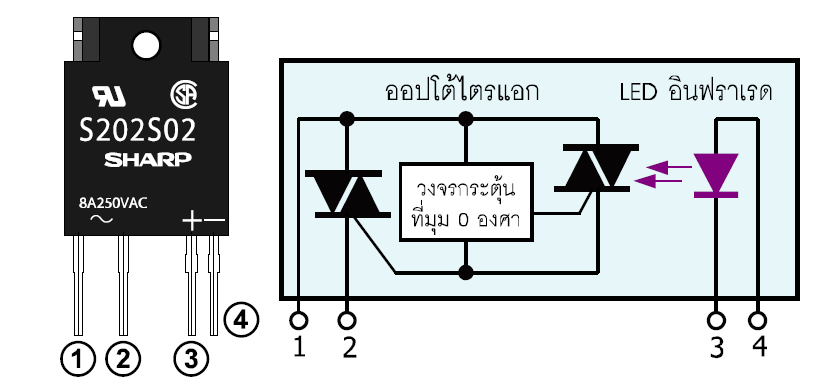 S202S02
SHARP
8A250VAC
+ −
1 2 3 4
ออปโต้ไตรแอก
LED อินฟราเรด
วงจรกระตุ้น
ที่มุม 0 องศา
1 2 3 4